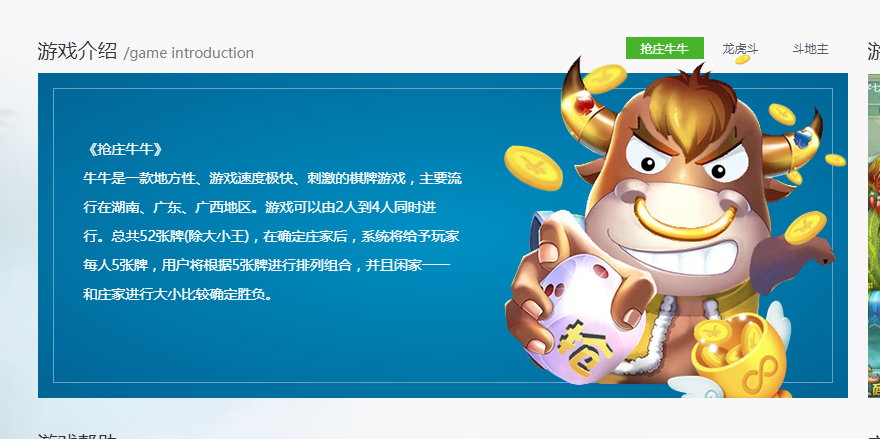 游戏介绍 /game introduction
抢庄牛牛 龙虎斗 斗地主
《抢庄牛牛》
牛牛是一款地方性、游戏速度极快、刺激的棋牌游戏，主要流
行在湖南、广东、广西地区。游戏可以由2人到4人同时进
行。总共52张牌(除大小王)，在确定庄家后，系统将给予玩家
每人5张牌，用户将根据5张牌进行排列组合，并且闲家一一
和庄家进行大小比较确定胜负。
抢